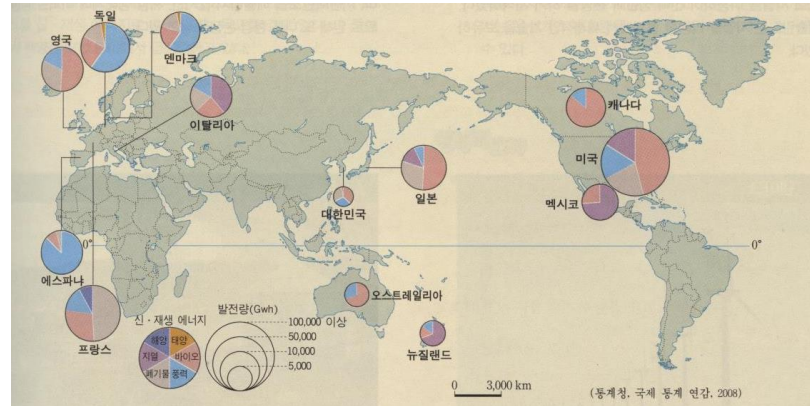 독일
영국
덴마크
이탈리아
캐나다
미국
멕시코
일본
대한민국
0°
0°
에스파냐
오스트레일리아
뉴질랜드
프랑스
신·재생 에너지
해양
태양
지열
바이오
폐기물
풍력
발전량(Gwh)
100,000 이상
50,000
10,000
5,000
0 3,000 km
(통계청, 국제 통계 연감, 2008)